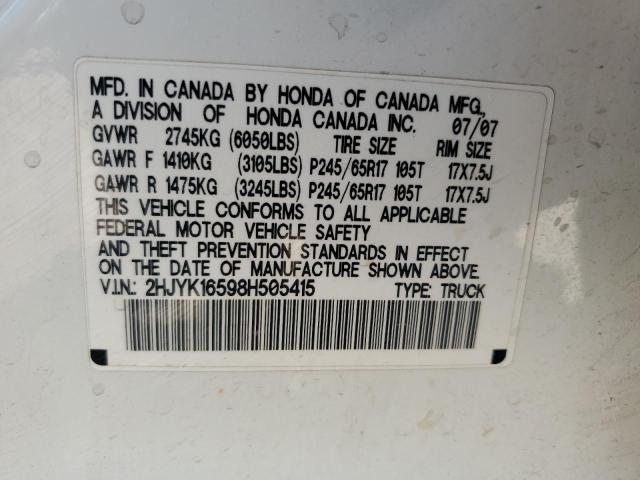 MFD. IN CANADA BY HONDA OF CANADA MFG.,
A DIVISION OF HONDA CANADA INC. 07/07
GVWR 2745KG (6050LBS) TIRE SIZE RIM SIZE
GAWR F 1410KG (3105LBS) P245/65R17 105T 17X7.5J
GAWR R 1475KG (3245LBS) P245/65R17 105T 17X7.5J
THIS VEHICLE CONFORMS TO ALL APPLICABLE
FEDERAL MOTOR VEHICLE SAFETY
AND THEFT PREVENTION STANDARDS IN EFFECT
ON THE DATE OF MANUFACTURE SHOWN ABOVE.
V.I.N.: 2HJYK16598H505415 TYPE: TRUCK